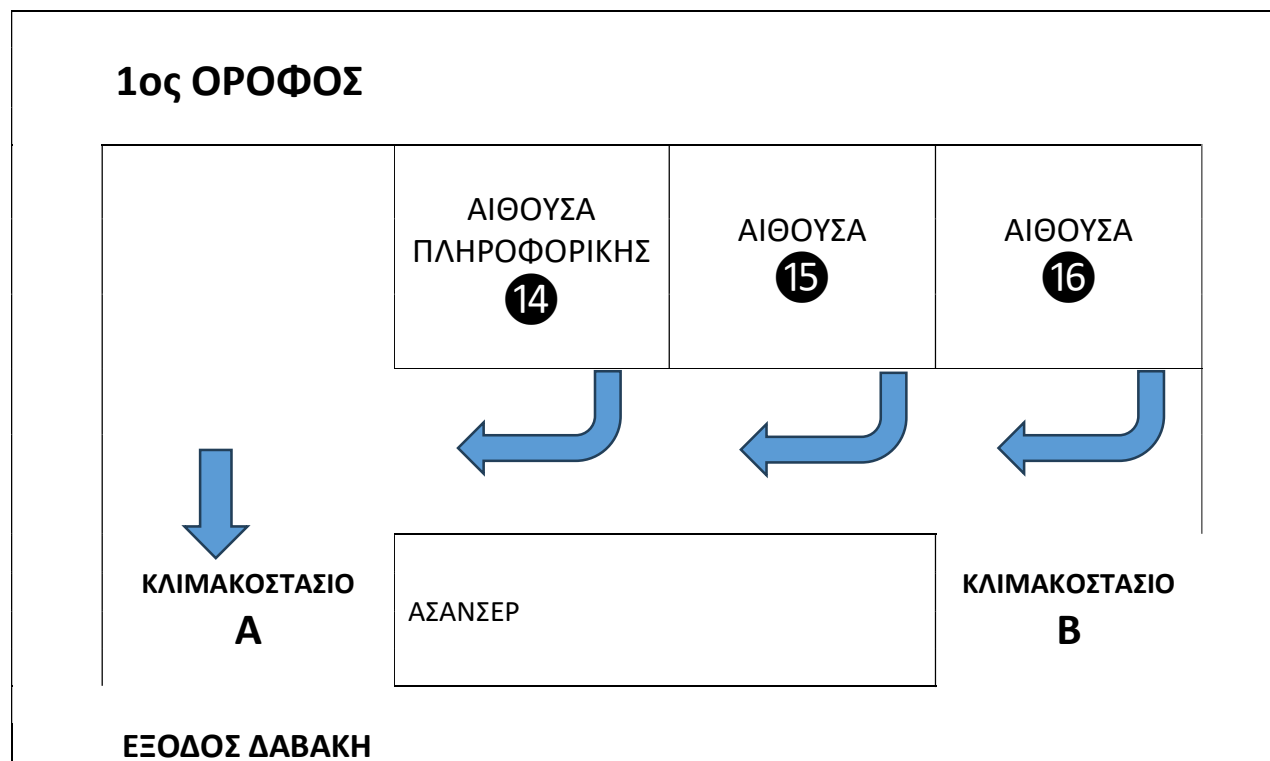 1ος ΟΡΟΦΟΣ
ΑΙΘΟΥΣΑ
ΠΛΗΡΟΦΟΡΙΚΗΣ
14
ΑΙΘΟΥΣΑ
15
ΑΙΘΟΥΣΑ
16
ΚΛΙΜΑΚΟΣΤΑΣΙΟ
Α
ΑΣΑΝΣΕΡ
ΚΛΙΜΑΚΟΣΤΑΣΙΟ
Β
ΕΞΟΔΟΣ ΔΑΒΑΚΗ